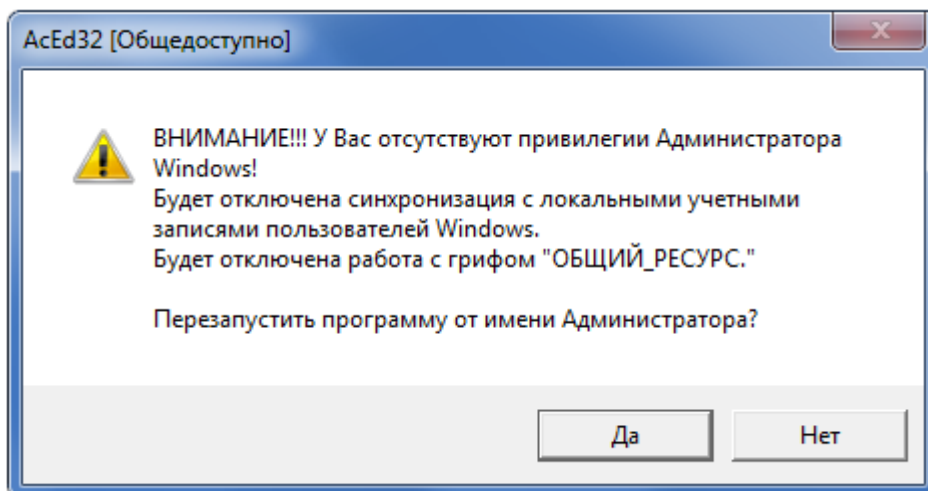 AcEd32 [Общедоступно]
ВНИМАНИЕ!!! У Вас отсутствуют привилегии Администратора
Windows!
Будет отключена синхронизация с локальными учетными
записями пользователей Windows.
Будет отключена работа с грифом "ОБЩИЙ_РЕСУРС."
Перезапустить программу от имени Администратора?
Да
Нет